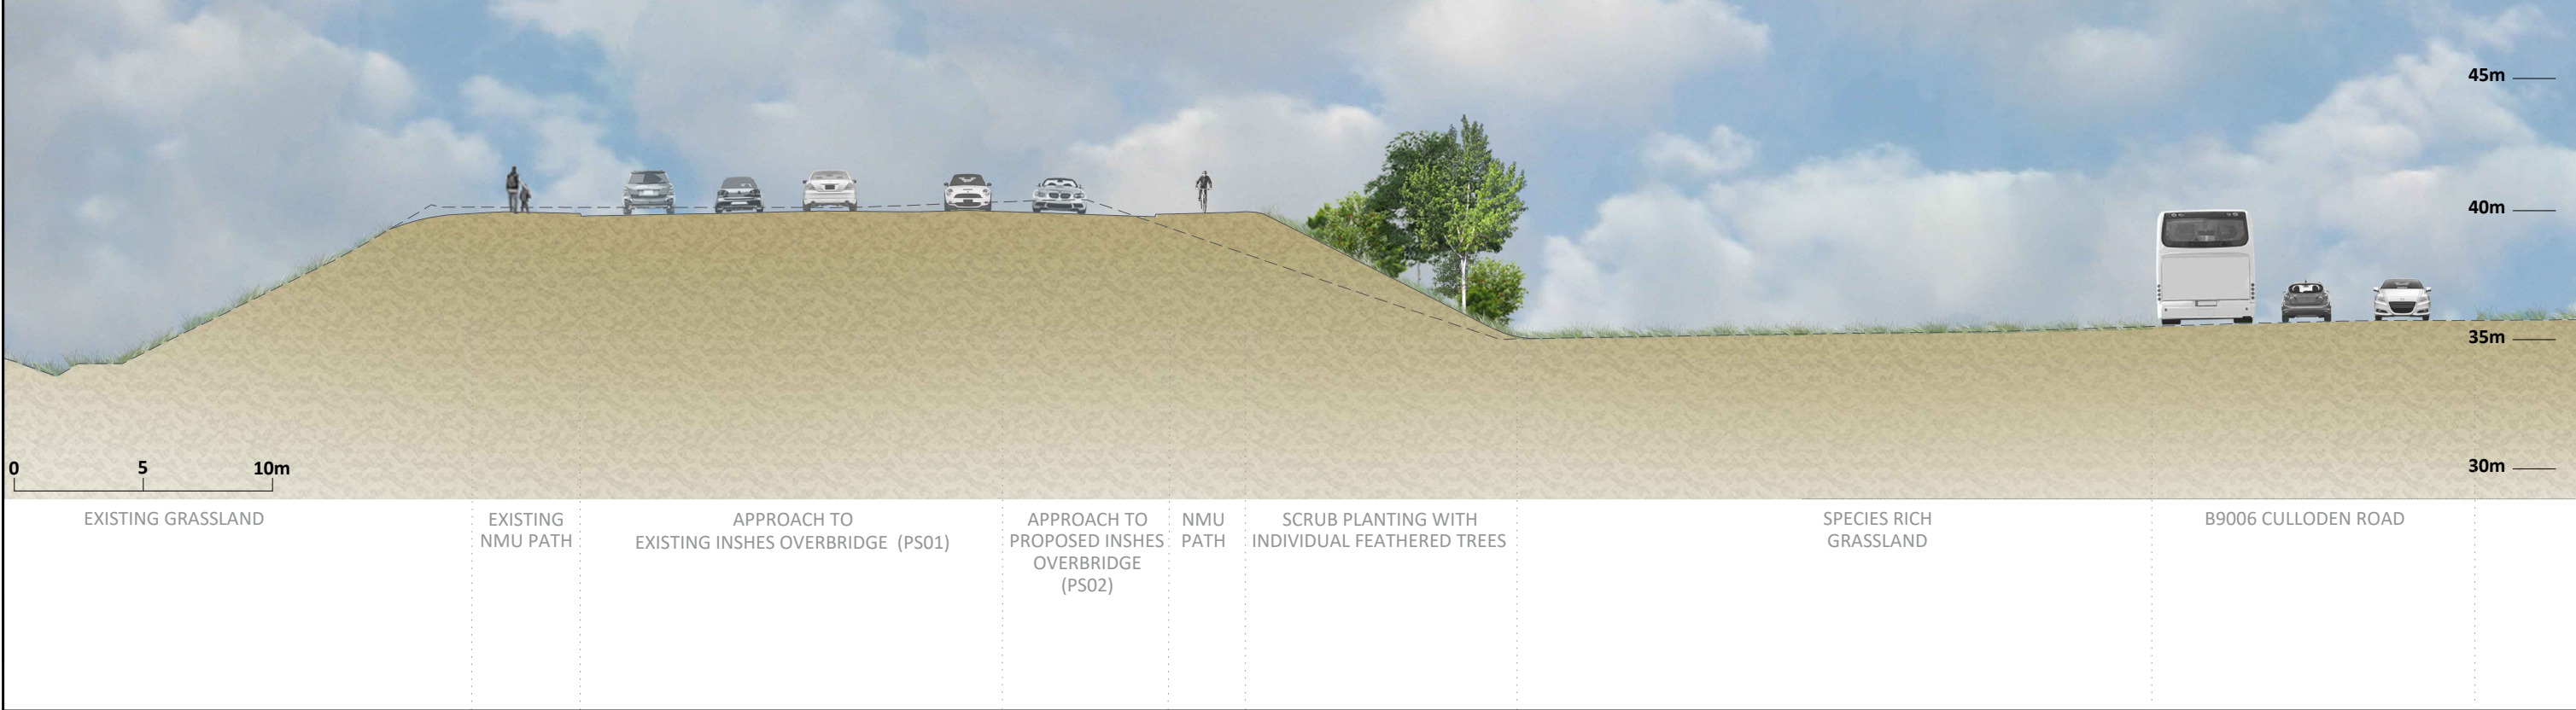 45m
40m
35m
30m
0 5 10m
EXISTING GRASSLAND
EXISTING
NMU PATH
APPROACH TO
EXISTING INSHES OVERBRIDGE (PS01)
APPROACH TO
PROPOSED INSHES
OVERBRIDGE
(PS02)
NMU
PATH
SCRUB PLANTING WITH
INDIVIDUAL FEATHERED TREES
SPECIES RICH
GRASSLAND
B9006 CULLODEN ROAD